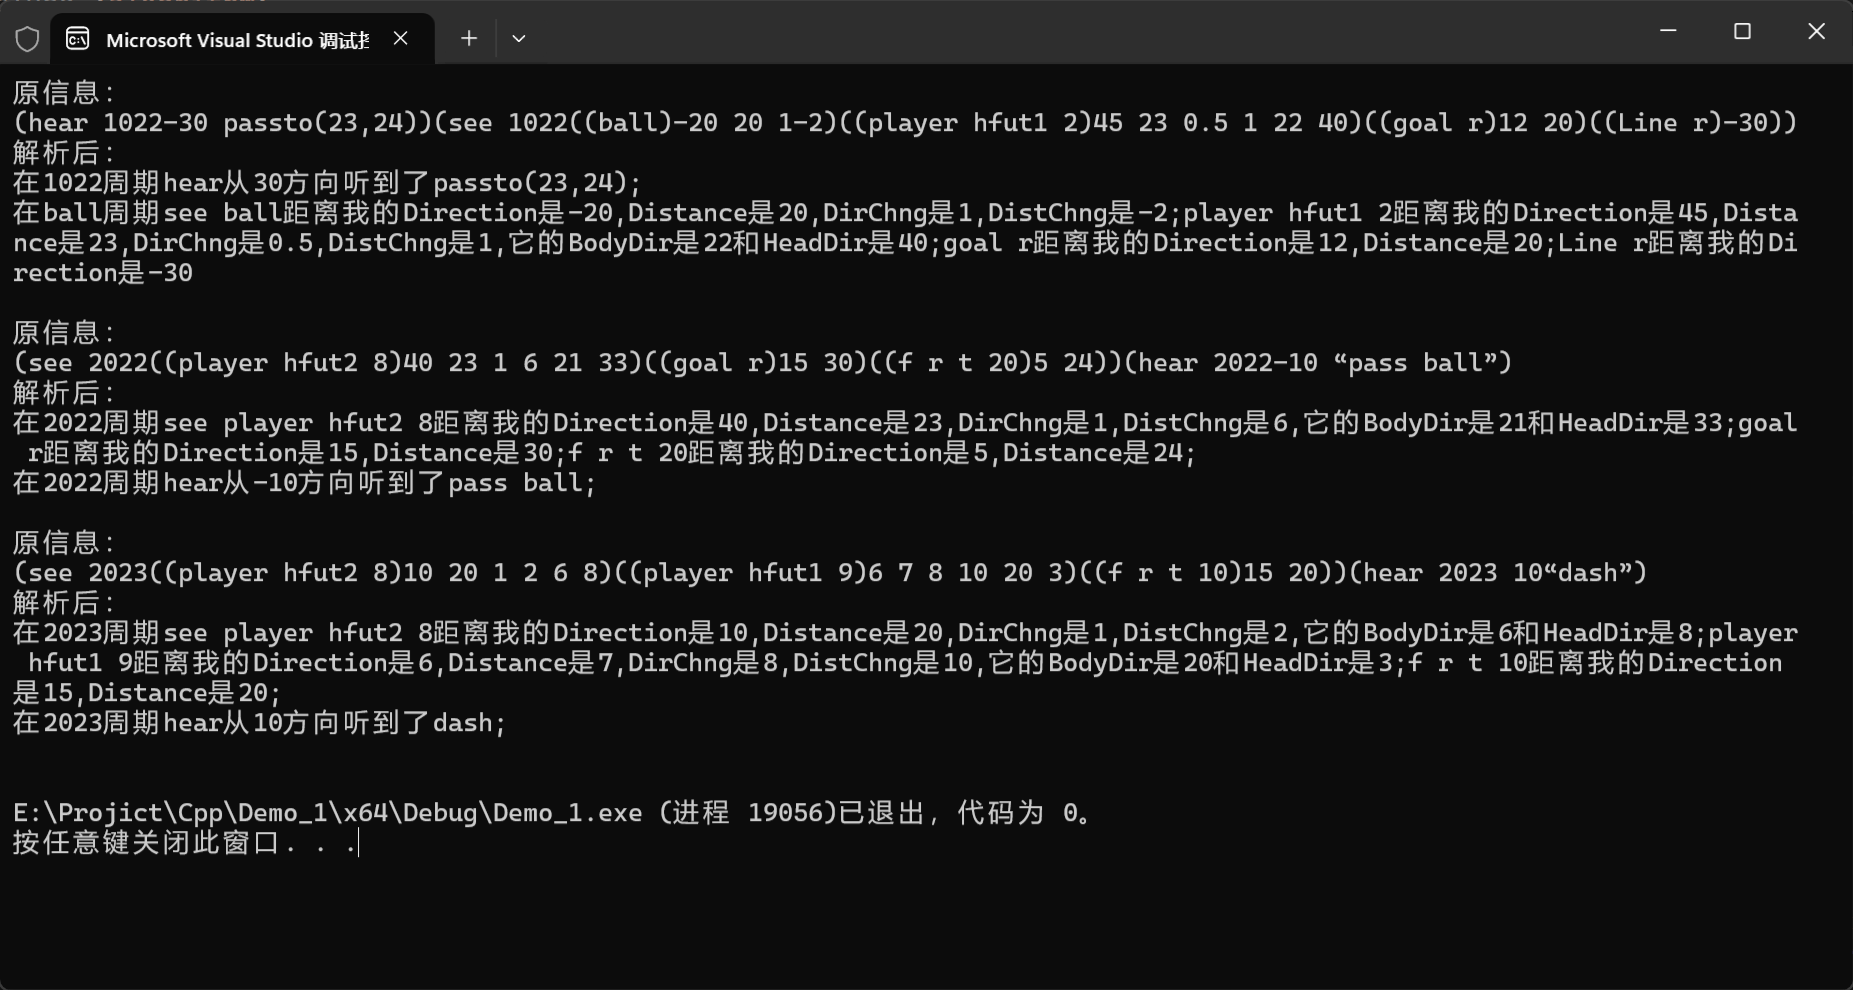 Microsoft Visual Studio 调试
原信息：
(hear 1022-30 passto(23,24))(see 1022((ball)-20 20 1-2)((player hfut1 2)45 23 0.5 1 22 40)((goal r)12 20)((Line r)-30))
解析后：
在1022周期hear从30方向听到了passto(23,24);
在ball周期see ball距离我的Direction是-20,Distance是20,DirChng是1,DistChng是-2;player hfut1 2距离我的Direction是45,Dista
nce是23,DirChng是0.5,DistChng是1,它的BodyDir是22和HeadDir是40;goal r距离我的Direction是12,Distance是20;Line r距离我的Di
rection是-30
原信息：
(see 2022((player hfut2 8)40 23 1 6 21 33)((goal r)15 30)((f r t 20)5 24))(hear 2022-10 “pass ball”)
解析后：
在2022周期see player hfut2 8距离我的Direction是40,Distance是23,DirChng是1,DistChng是6,它的BodyDir是21和HeadDir是33;goal
 r距离我的Direction是15,Distance是30;f r t 20距离我的Direction是5,Distance是24;
在2022周期hear从-10方向听到了pass ball;
原信息：
(see 2023((player hfut2 8)10 20 1 2 6 8)((player hfut1 9)6 7 8 10 20 3)((f r t 10)15 20))(hear 2023 10“dash”)
解析后：
在2023周期see player hfut2 8距离我的Direction是10,Distance是20,DirChng是1,DistChng是2,它的BodyDir是6和HeadDir是8;player
 hfut1 9距离我的Direction是6,Distance是7,DirChng是8,DistChng是10,它的BodyDir是20和HeadDir是3;f r t 10距离我的Direction
是15,Distance是20;
在2023周期hear从10方向听到了dash;
E:\Projict\Cpp\Demo_1\x64\Debug\Demo_1.exe (进程 19056)已退出，代码为 0。
按任意键关闭此窗口. . .